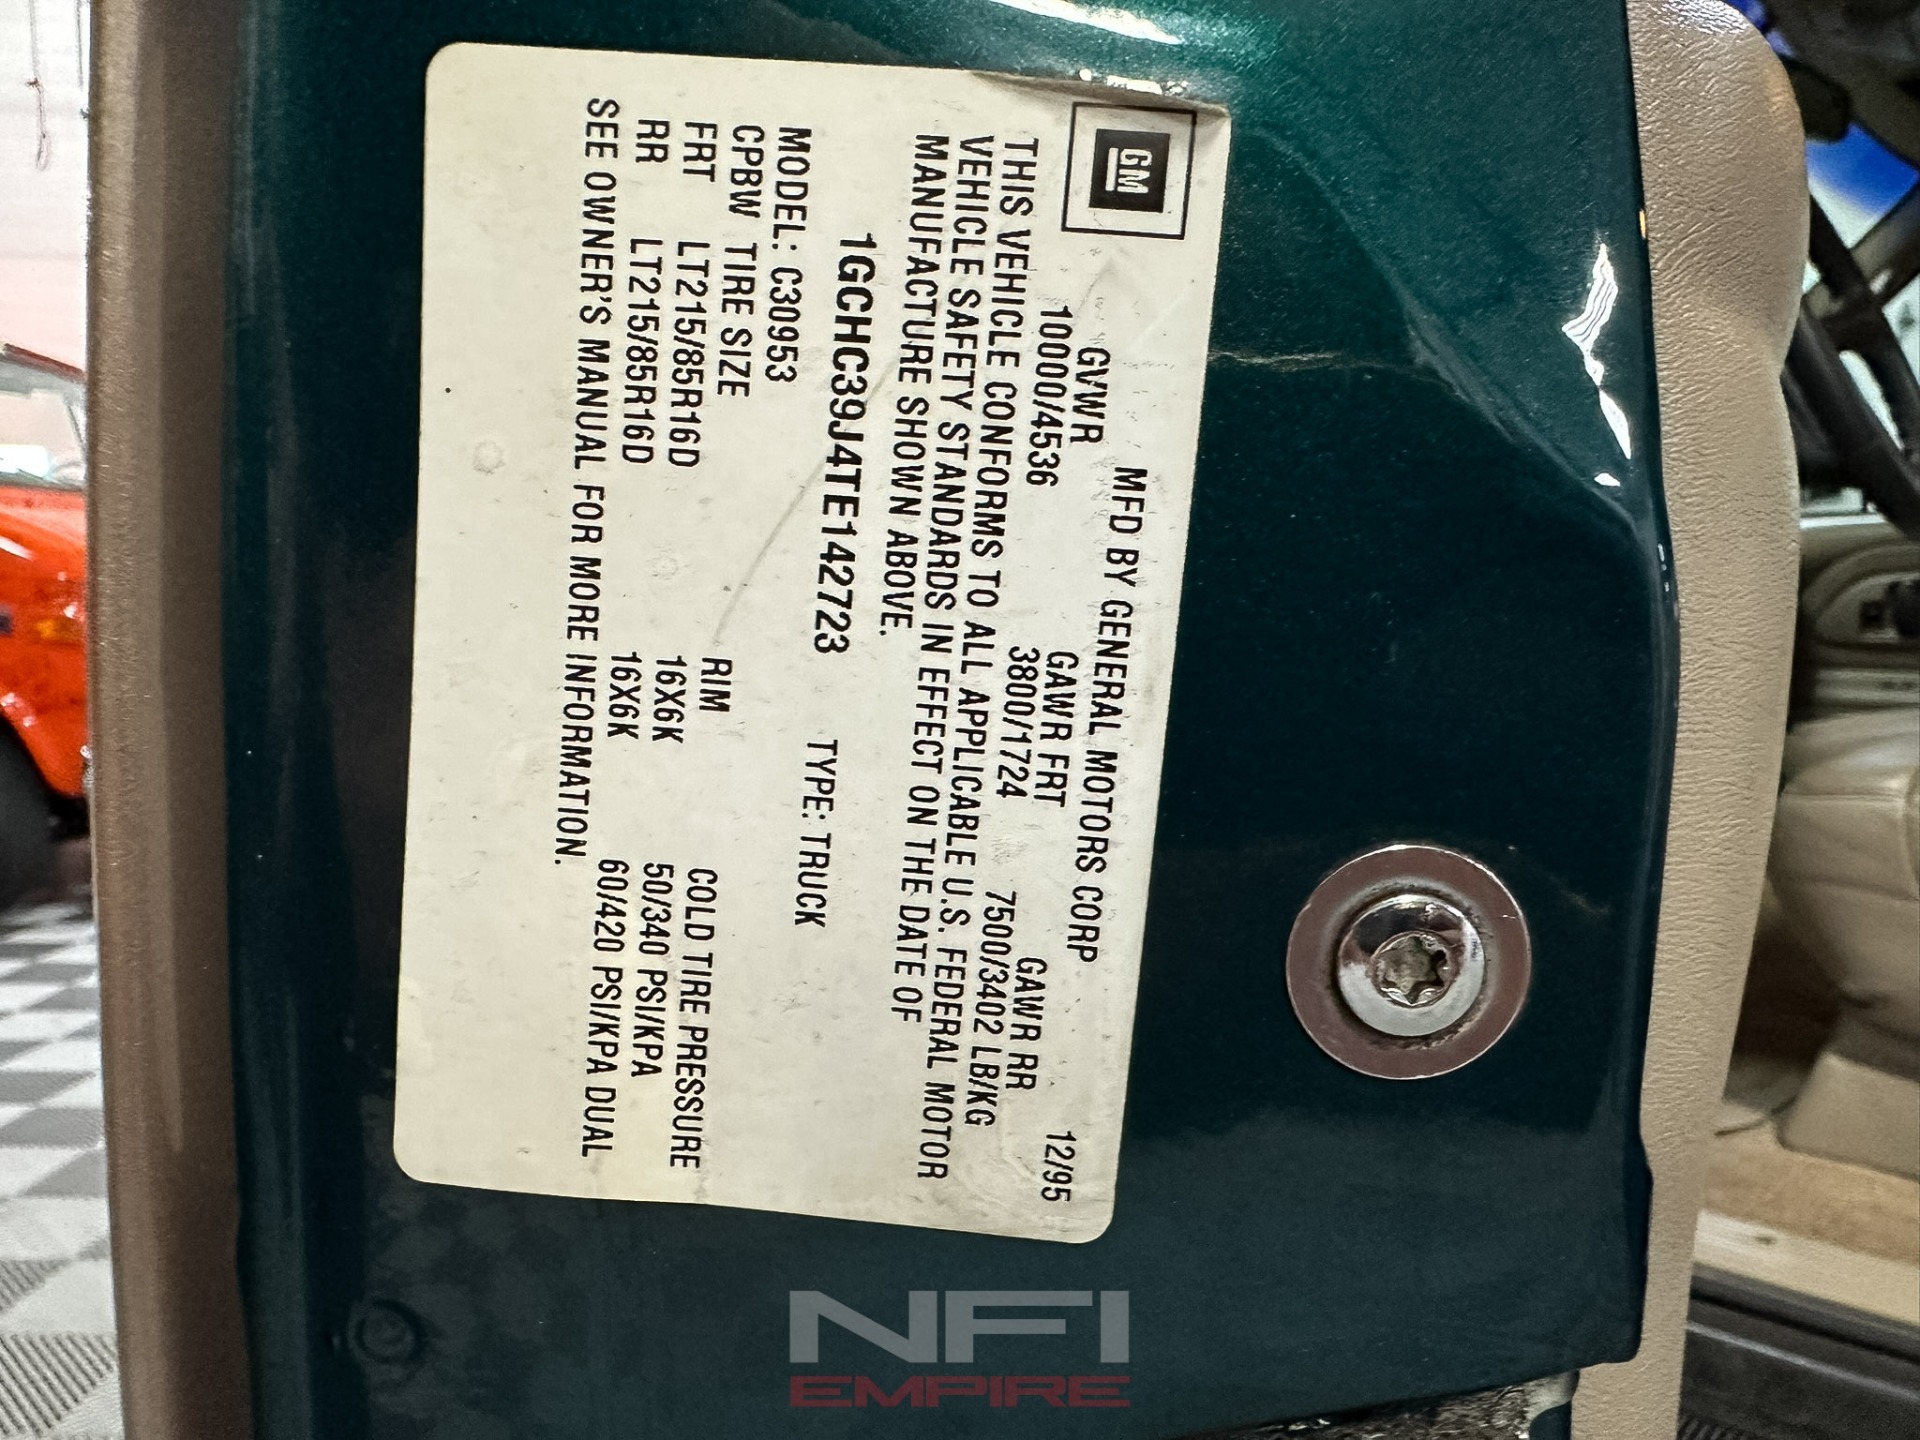 GM
MFD BY GENERAL MOTORS CORP 12/95
GVWR GAWR FRT GAWR RR
10000/4536 3800/1724 7500/3402 LB/KG
THIS VEHICLE CONFORMS TO ALL APPLICABLE U.S. FEDERAL MOTOR
VEHICLE SAFETY STANDARDS IN EFFECT ON THE DATE OF
MANUFACTURE SHOWN ABOVE.
1GCHC39J4TE142723 TYPE: TRUCK
MODEL: C30953
CPBW TIRE SIZE RIM COLD TIRE PRESSURE
FRT LT215/85R16D 16X6K 50/340 PSI/KPA
RR LT215/85R16D 16X6K 60/420 PSI/KPA DUAL
SEE OWNER'S MANUAL FOR MORE INFORMATION.
NFI
EMPIRE